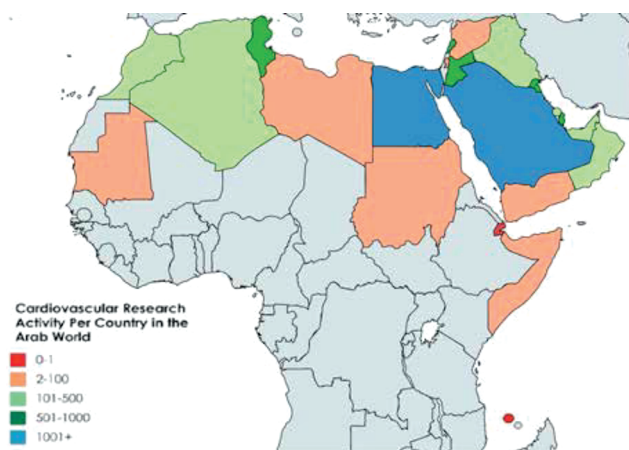 Cardiovascular Research
Activity Per Country in the
Arab World
0-1
2-100
101-500
501-1000
1001+